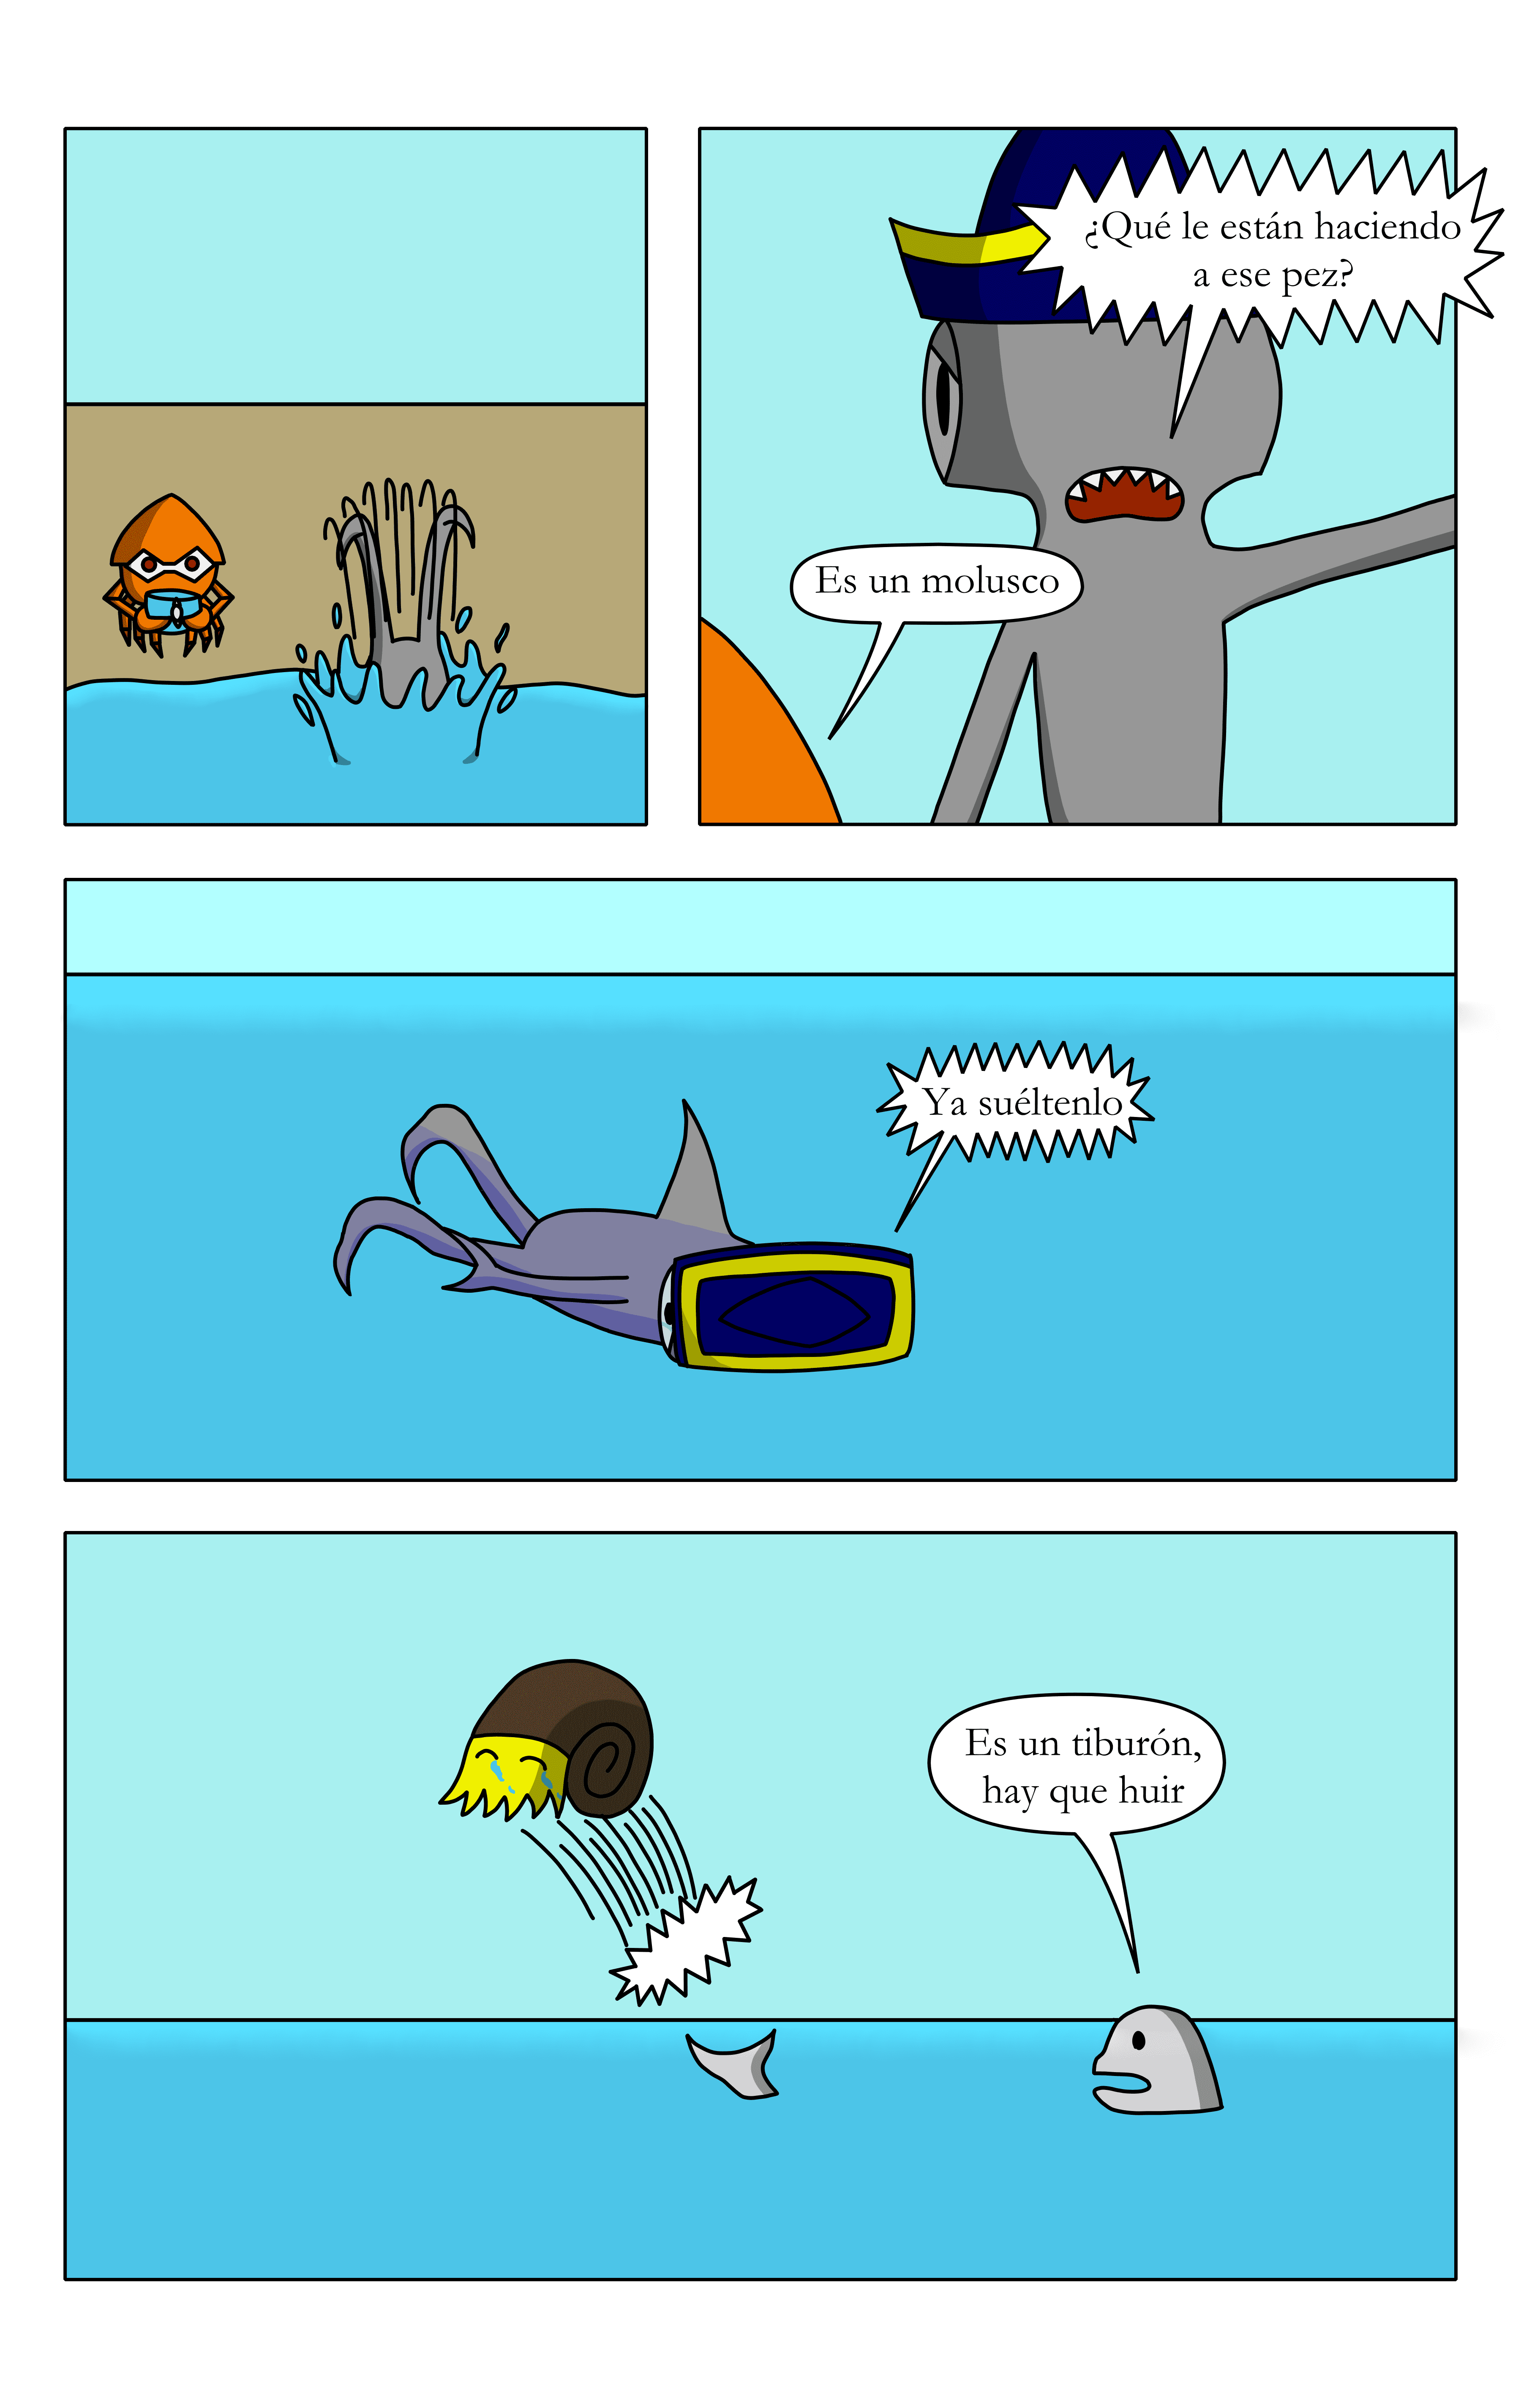 ¿Qué le están haciendo
a ese pez?
Es un molusco
Ya suéltenlo
Es un tiburón,
hay que huir